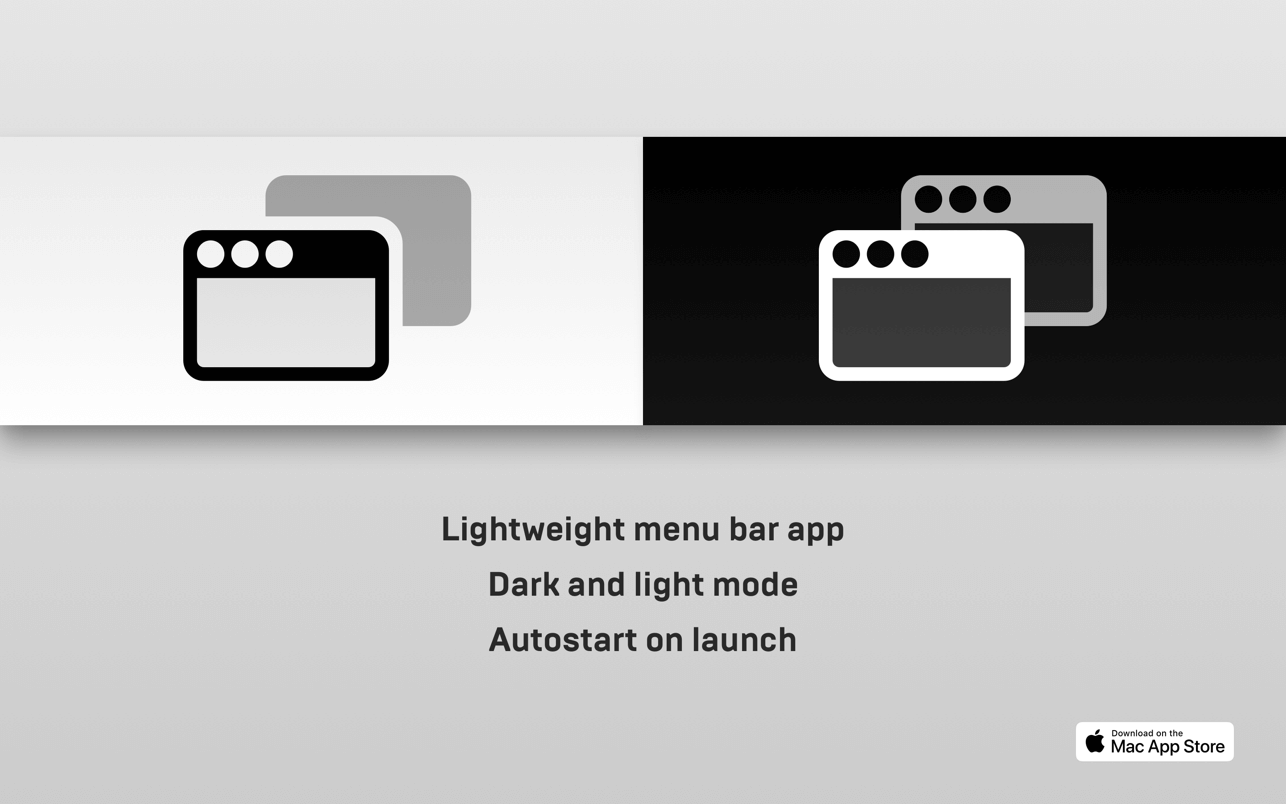 Lightweight menu bar app
Dark and light mode
Autostart on launch
Download on the
Mac App Store